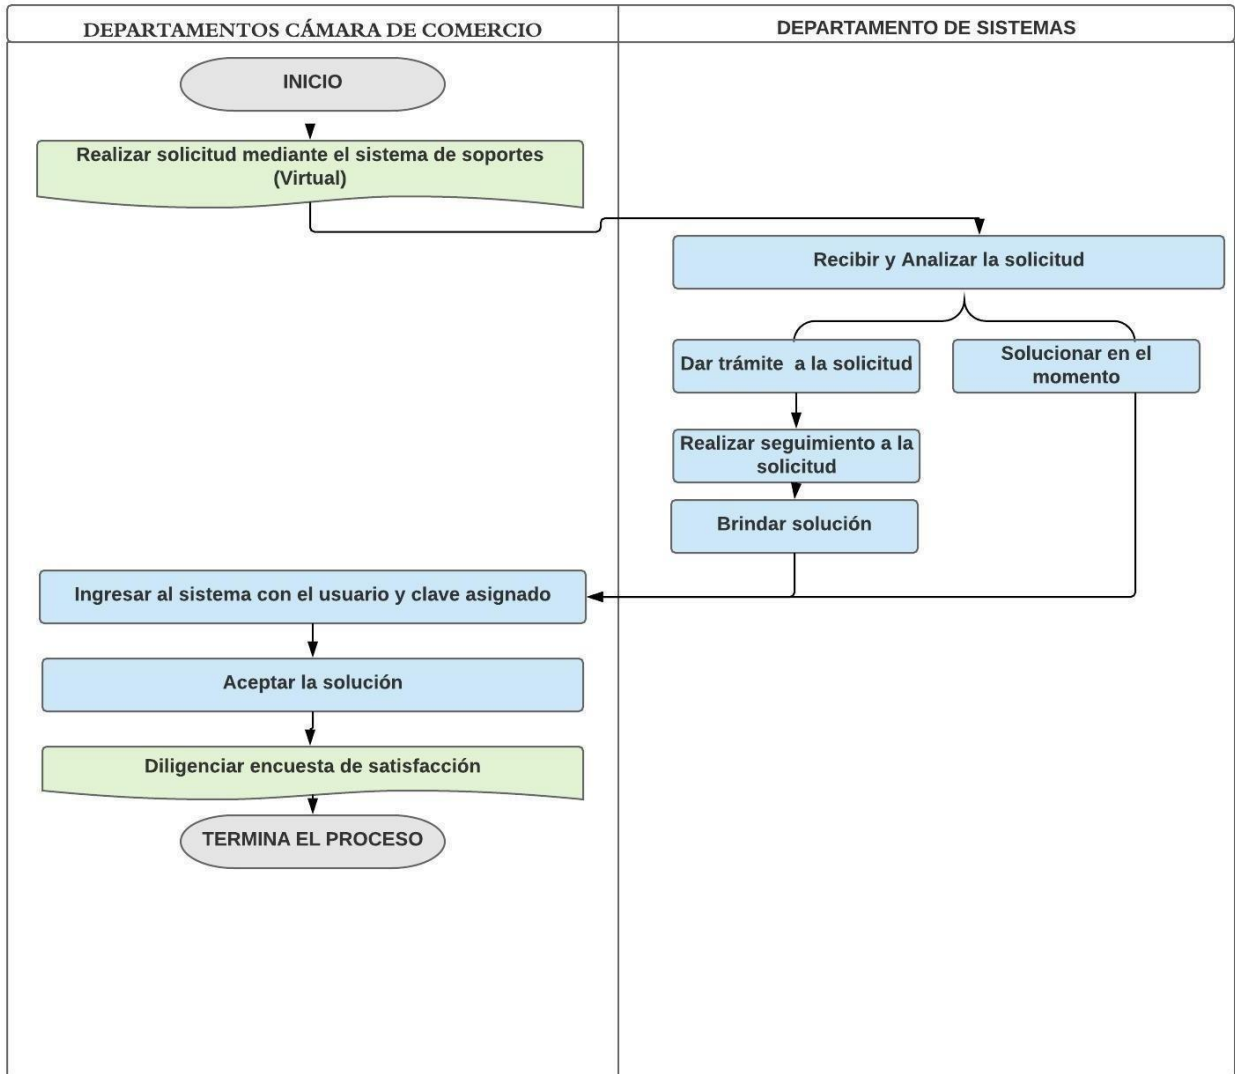 DEPARTAMENTOS CÁMARA DE COMERCIO
DEPARTAMENTO DE SISTEMAS
INICIO
Realizar solicitud mediante el sistema de soportes
(Virtual)
Recibir y Analizar la solicitud
Dar trámite a la solicitud
Solucionar en el
momento
Realizar seguimiento a la
solicitud
Brindar solución
Ingresar al sistema con el usuario y clave asignado
Aceptar la solución
Diligenciar encuesta de satisfacción
TERMINA EL PROCESO